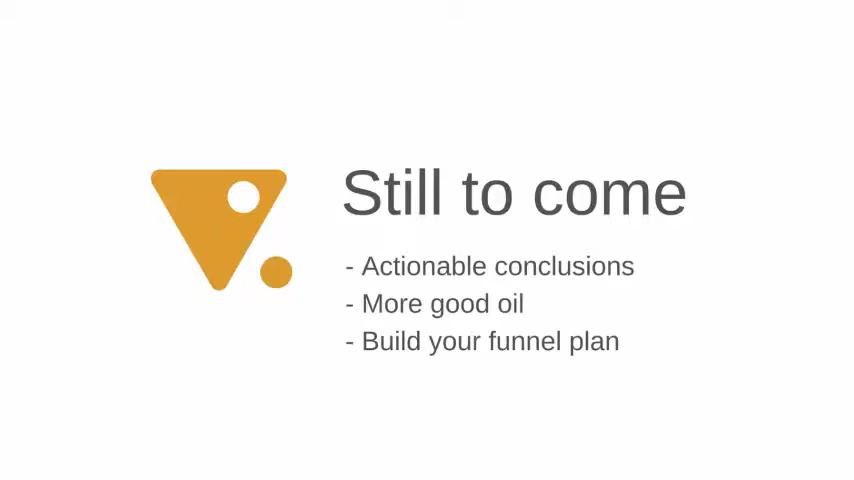 Still to come
- Actionable conclusions
- More good oil
- Build your funnel plan